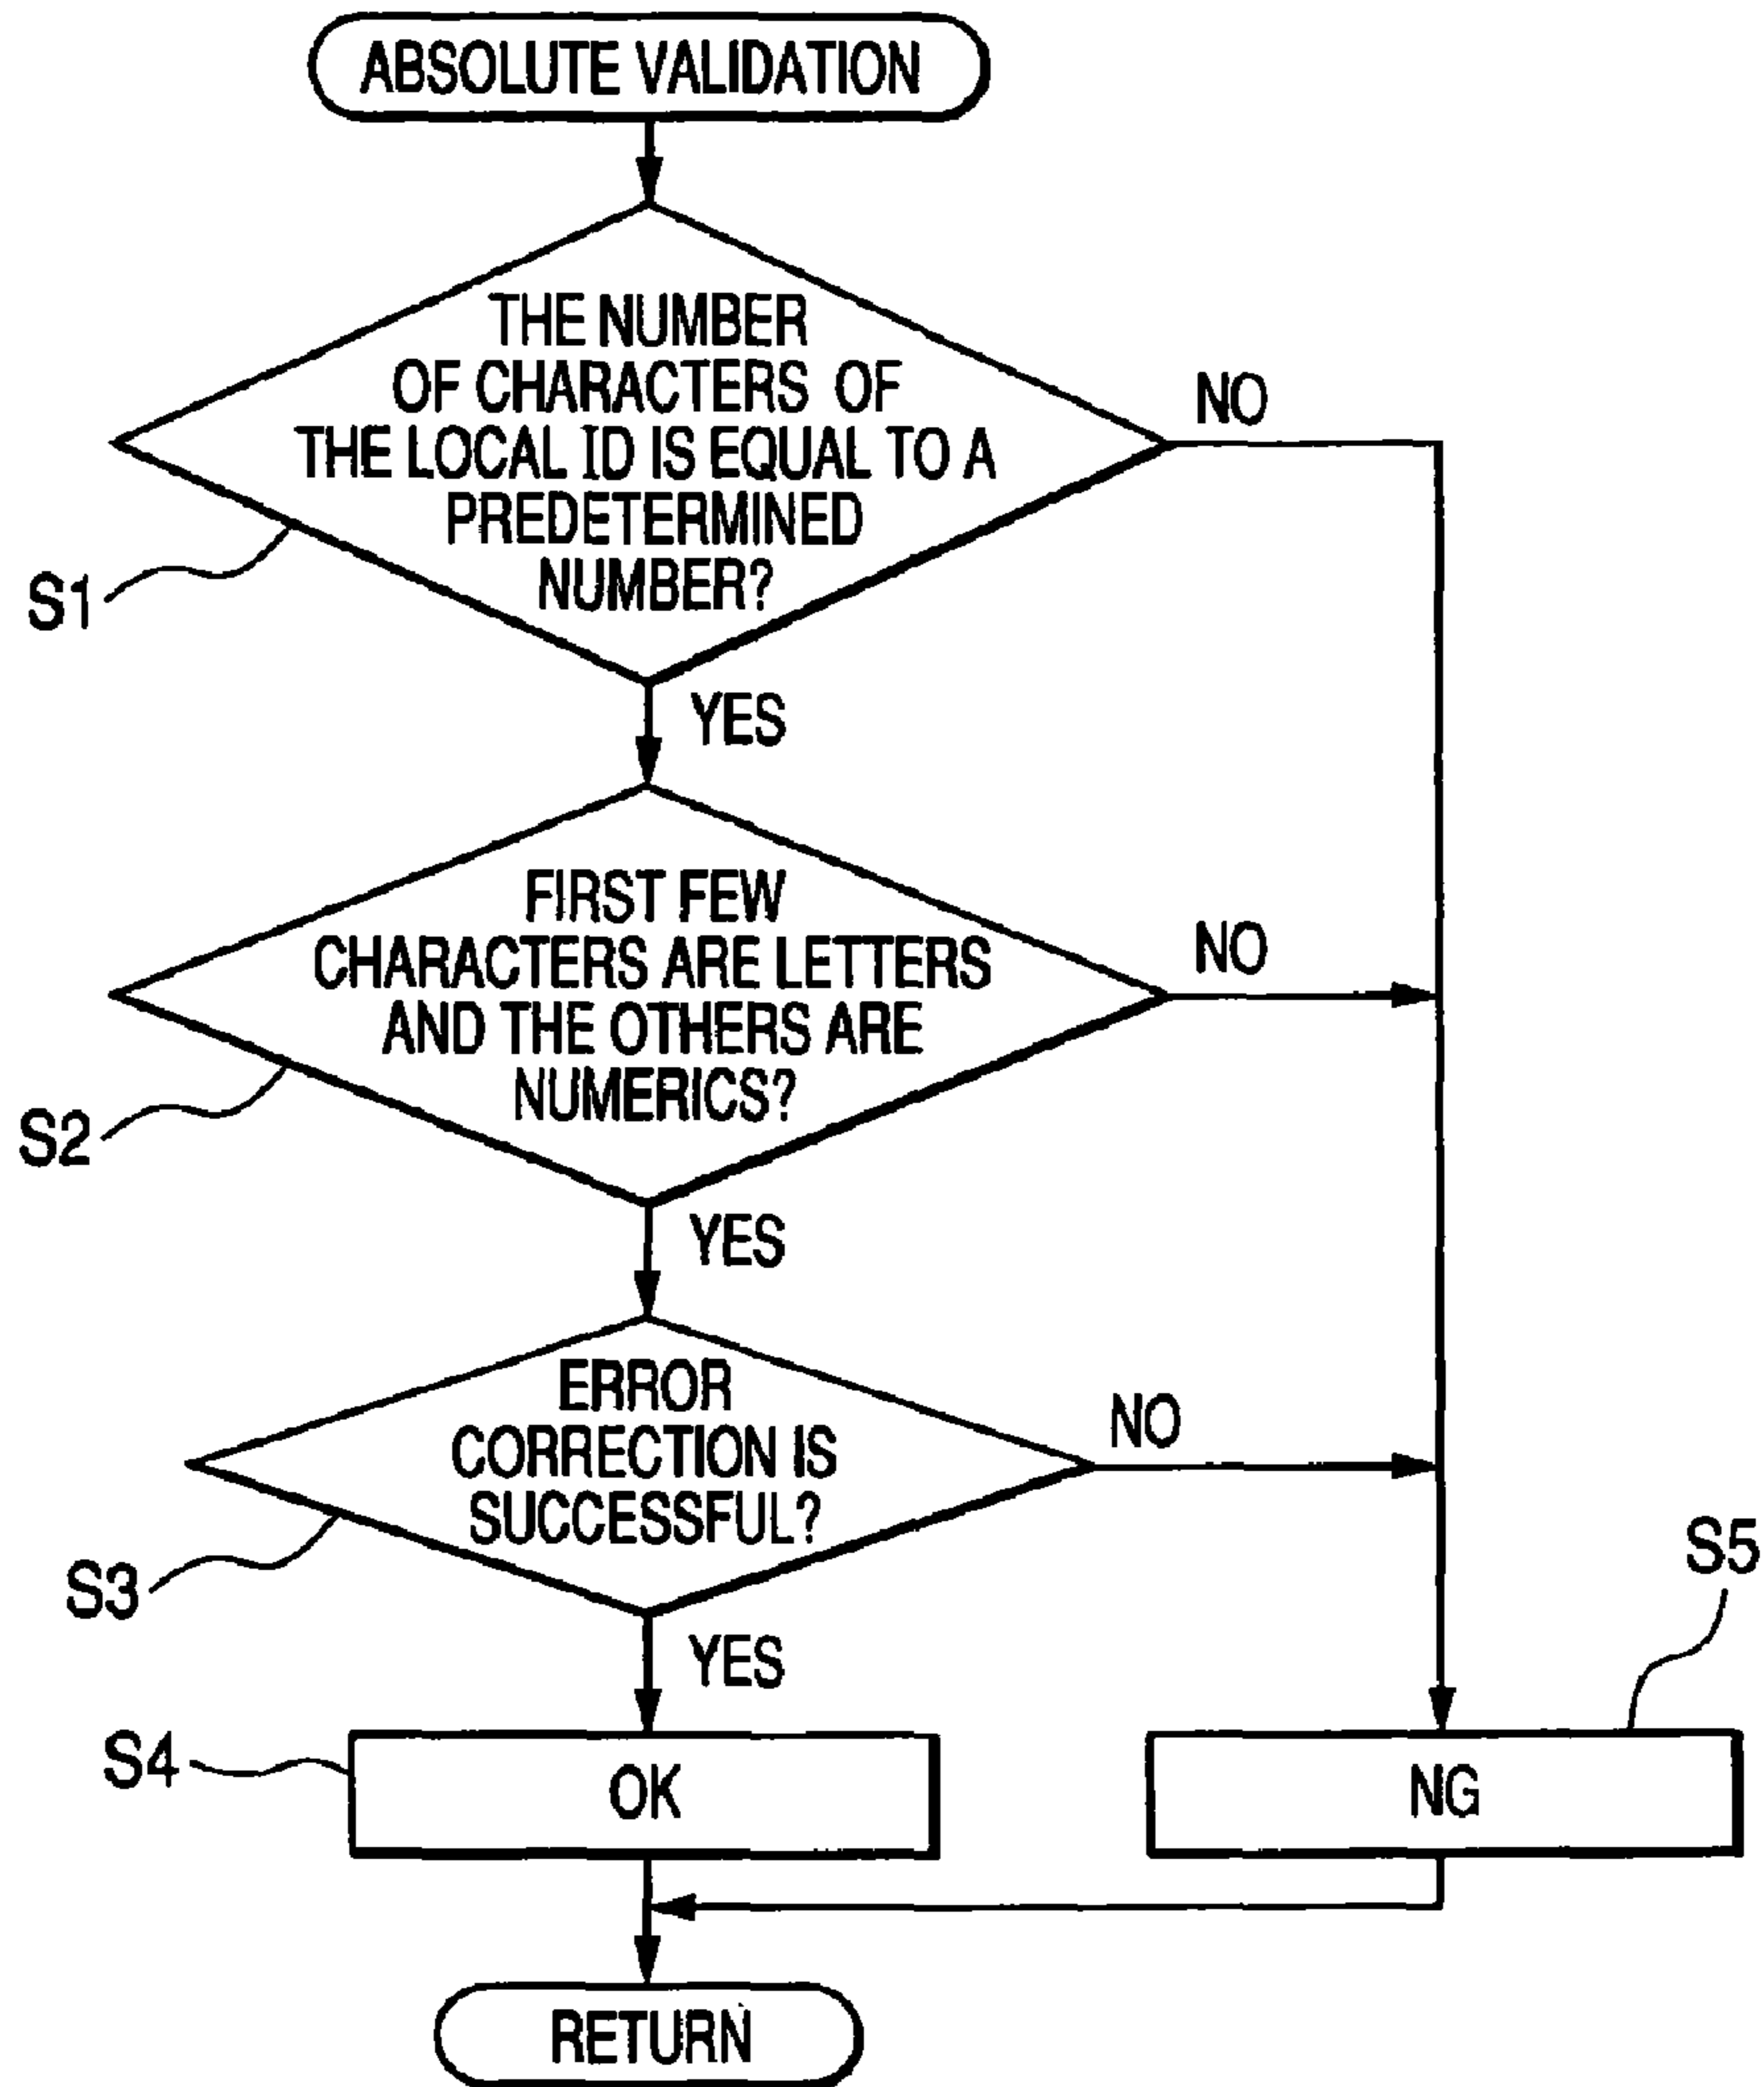 ABSOLUTE VALIDATION
THE NUMBER
OF CHARACTERS OF
THE LOCAL ID IS EQUAL TO A
PREDETERMINED
NUMBER?
NO
S1
YES
FIRST FEW
CHARACTERS ARE LETTERS
AND THE OTHERS ARE
NUMERICS?
NO
S2
YES
ERROR
CORRECTION IS
SUCCESSFUL?
NO
S3
S5
YES
S4
OK
NG
RETURN